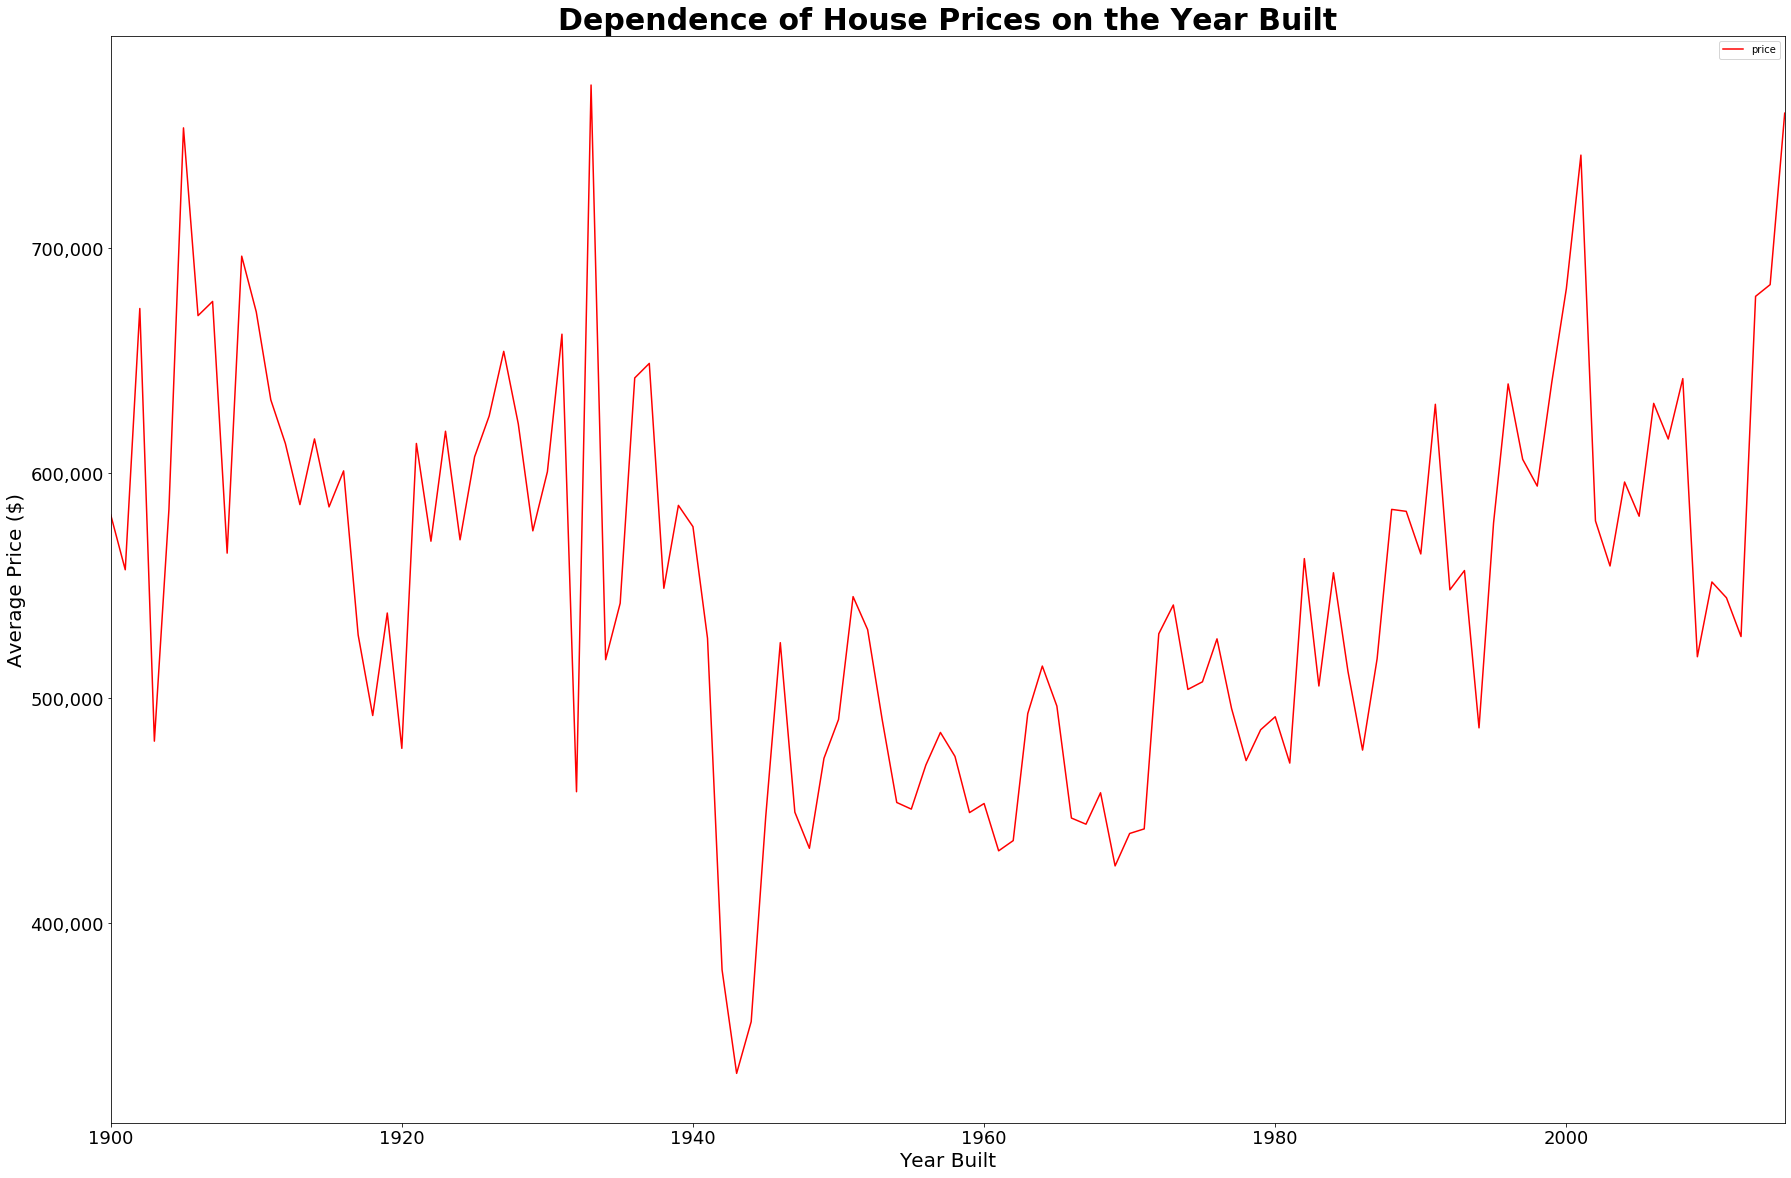 Dependence of House Prices on the Year Built
price
700,000
600,000
500,000
400,000
Average Price ($)
1900 1920 1940 1960 1980 2000
Year Built